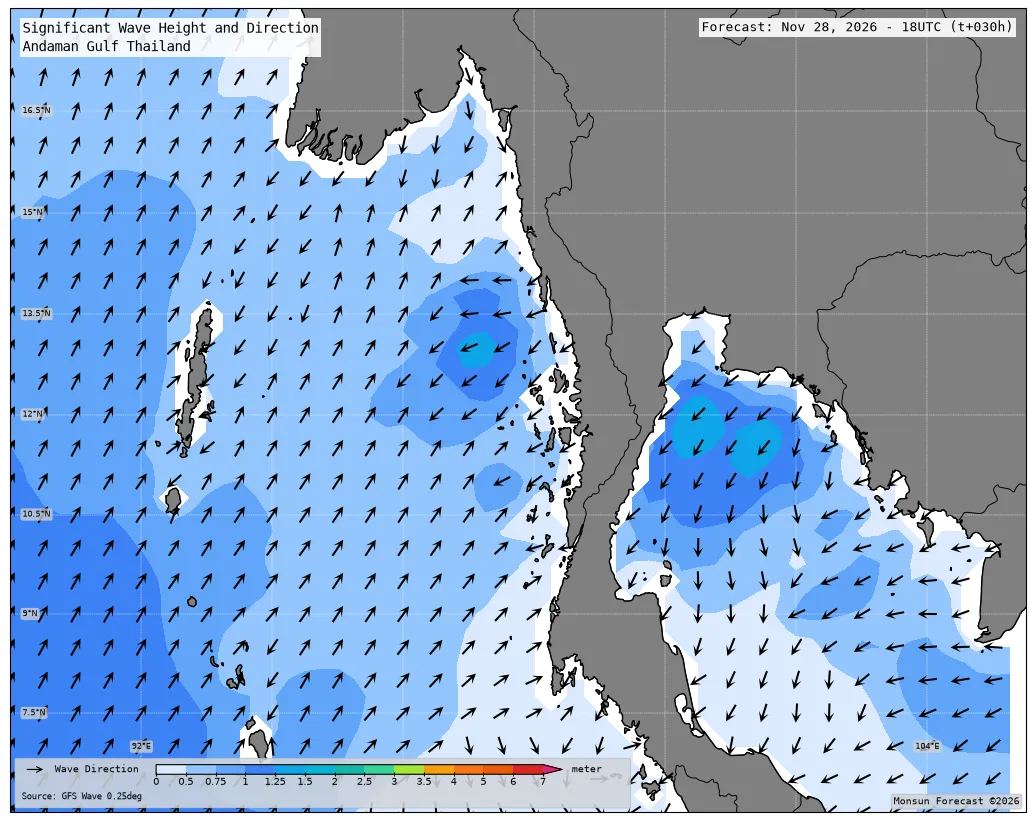 Significant Wave Height and Direction
Andaman Gulf Thailand
Forecast: Nov 28, 2026 - 18UTC (t+030h)
16.5°N
15°N
13.5°N
12°N
10.5°N
9°N
7.5°N
92°E
104°E
Wave Direction
0 0.5 0.75 1 1.25 1.5 2 2.5 3 3.5 4 5 6 7
meter
Source: GFS Wave 0.25deg
Monsun Forecast ©2026